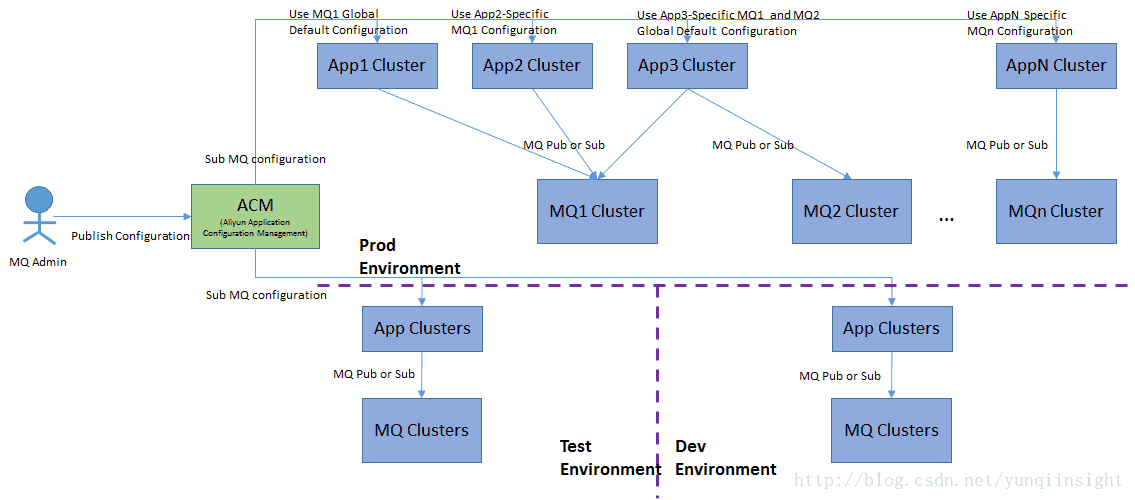 Use MQ1 Global
Default Configuration
Use App2-Specific
MQ1 Configuration
Use App3-Specific MQ1 and MQ2
Global Default Configuration
Use AppN Specific
MQn Configuration
App1 Cluster
App2 Cluster
App3 Cluster
AppN Cluster
MQ Pub or Sub
MQ Pub or Sub
MQ Pub or Sub
Sub MQ configuration
ACM
(Aliyun Application
Configuration Management)
MQ1 Cluster
MQ2 Cluster
...
MQn Cluster
Publish Configuration
MQ Admin
Prod
Environment
Sub MQ configuration
App Clusters
App Clusters
MQ Pub or Sub
MQ Pub or Sub
MQ Clusters
MQ Clusters
Test
Environment
Dev
Environment
http://blog.csdn.net/yunqiinsight